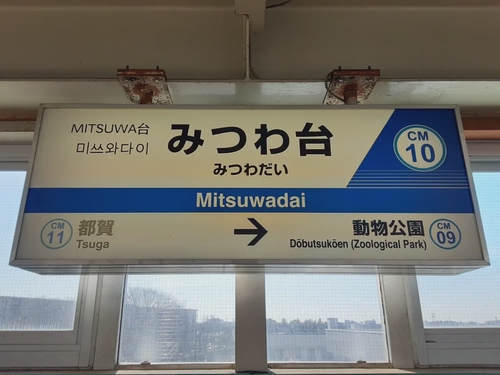 MITSUWA台
미쓰와다이
みつわ台
みつわだい
CM
10
Mitsuwadai
CM
11
都賀
Tsuga
→
動物公園
Dōbutsukōen (Zoological Park)
CM
09